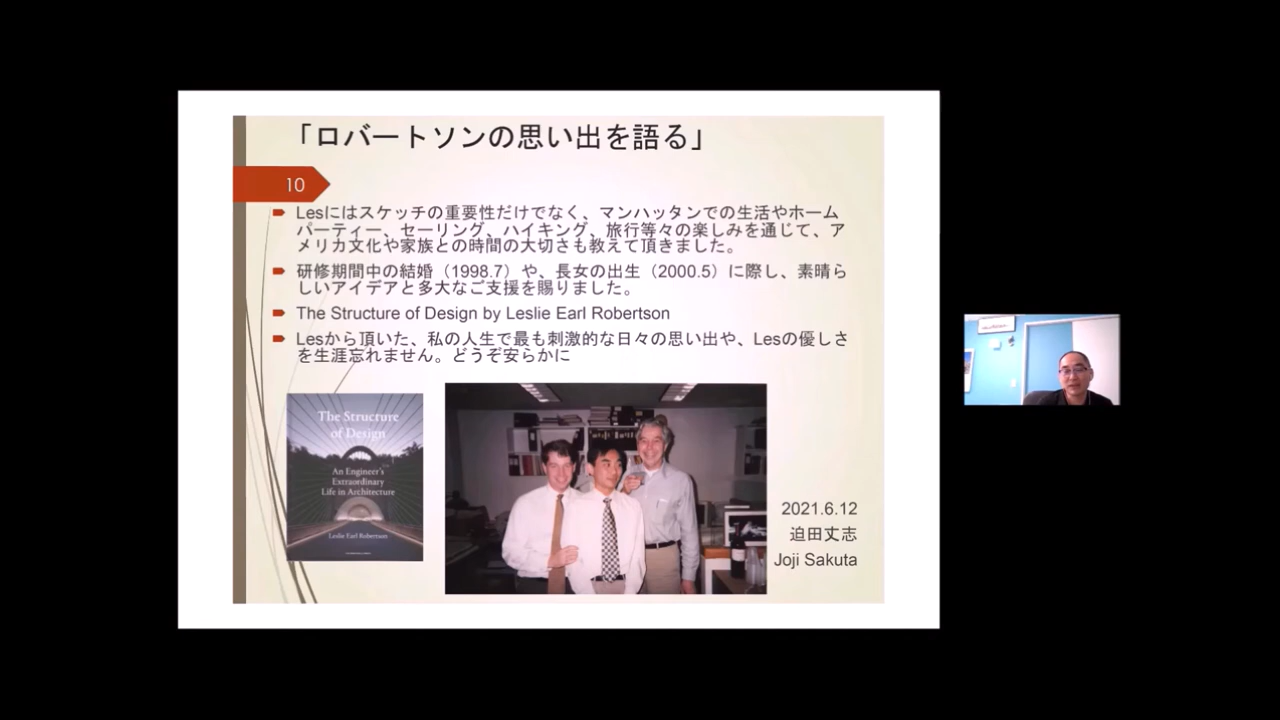 「ロバートソンの思い出を語る」
10
Lesにはスケッチの重要性だけでなく、マンハッタンでの生活やホーム
パーティー、セーリング、ハイキング、旅行等々の楽しみを通じて、ア
メリカ文化や家族との時間の大切さも教えて頂きました。
研修期間中の結婚（1998.7）や、長女の出生（2000.5）に際し、素晴ら
しいアイデアと多大なご支援を賜りました。
The Structure of Design by Leslie Earl Robertson
Lesから頂いた、私の人生で最も刺激的な日々の思い出や、Lesの優しさ
を生涯忘れません。どうぞ安らかに
The Structure
of Design
An Engineer's
Extraordinary
Life in Architecture
Leslie Earl Robertson
2021.6.12
迫田丈志
Joji Sakuta